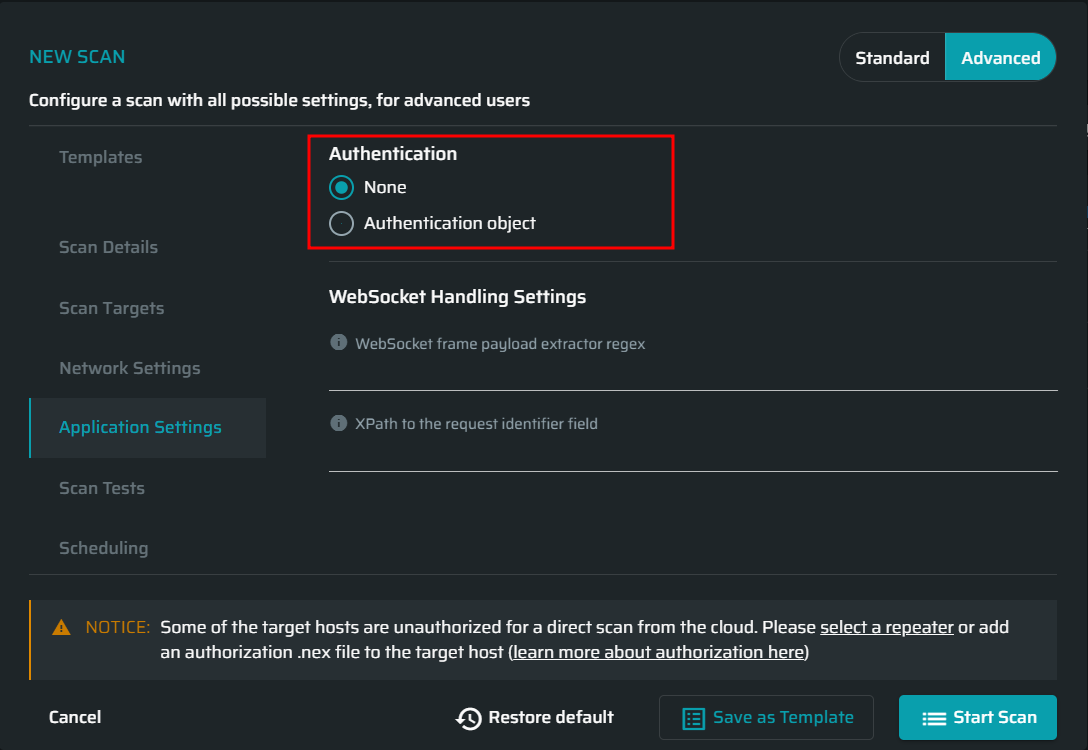 NEW SCAN
Standard
Advanced
Configure a scan with all possible settings, for advanced users
Templates
Scan Details
Scan Targets
Network Settings
Application Settings
Scan Tests
Scheduling
Authentication
None
Authentication object
WebSocket Handling Settings
WebSocket frame payload extractor regex
XPath to the request identifier field
NOTICE: Some of the target hosts are unauthorized for a direct scan from the cloud. Please select a repeater or add
an authorization .nex file to the target host (learn more about authorization here)
Cancel
Restore default
Save as Template
Start Scan